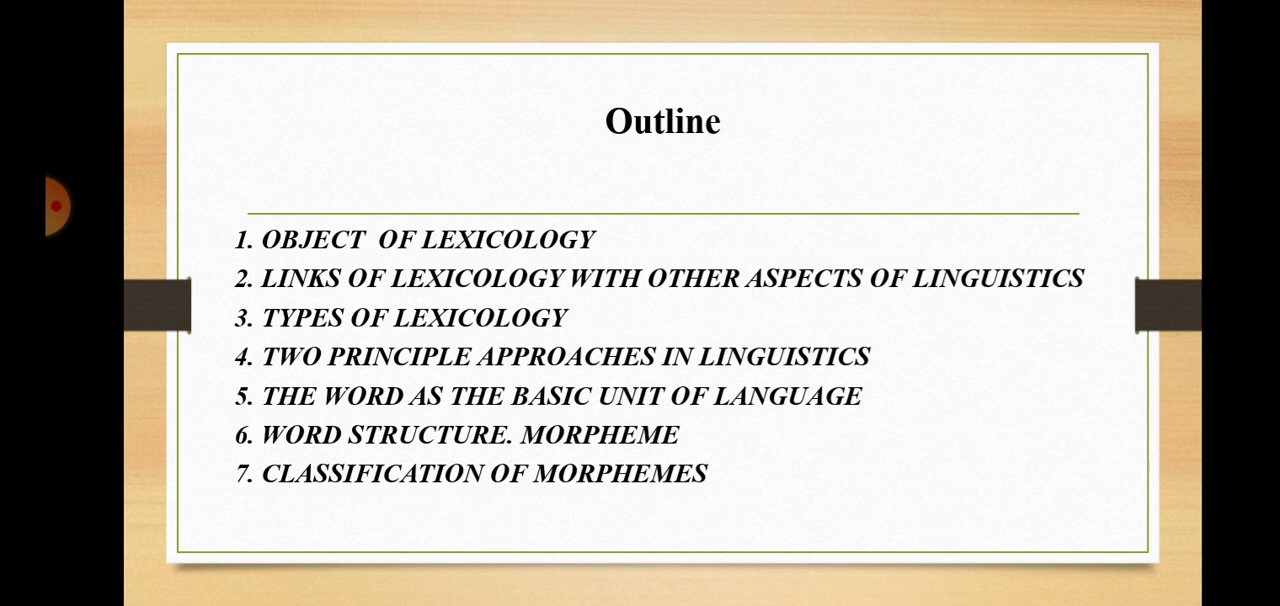 Outline
1. OBJECT OF LEXICOLOGY
2. LINKS OF LEXICOLOGY WITH OTHER ASPECTS OF LINGUISTICS
3. TYPES OF LEXICOLOGY
4. TWO PRINCIPLE APPROACHES IN LINGUISTICS
5. THE WORD AS THE BASIC UNIT OF LANGUAGE
6. WORD STRUCTURE. MORPHEME
7. CLASSIFICATION OF MORPHEMES